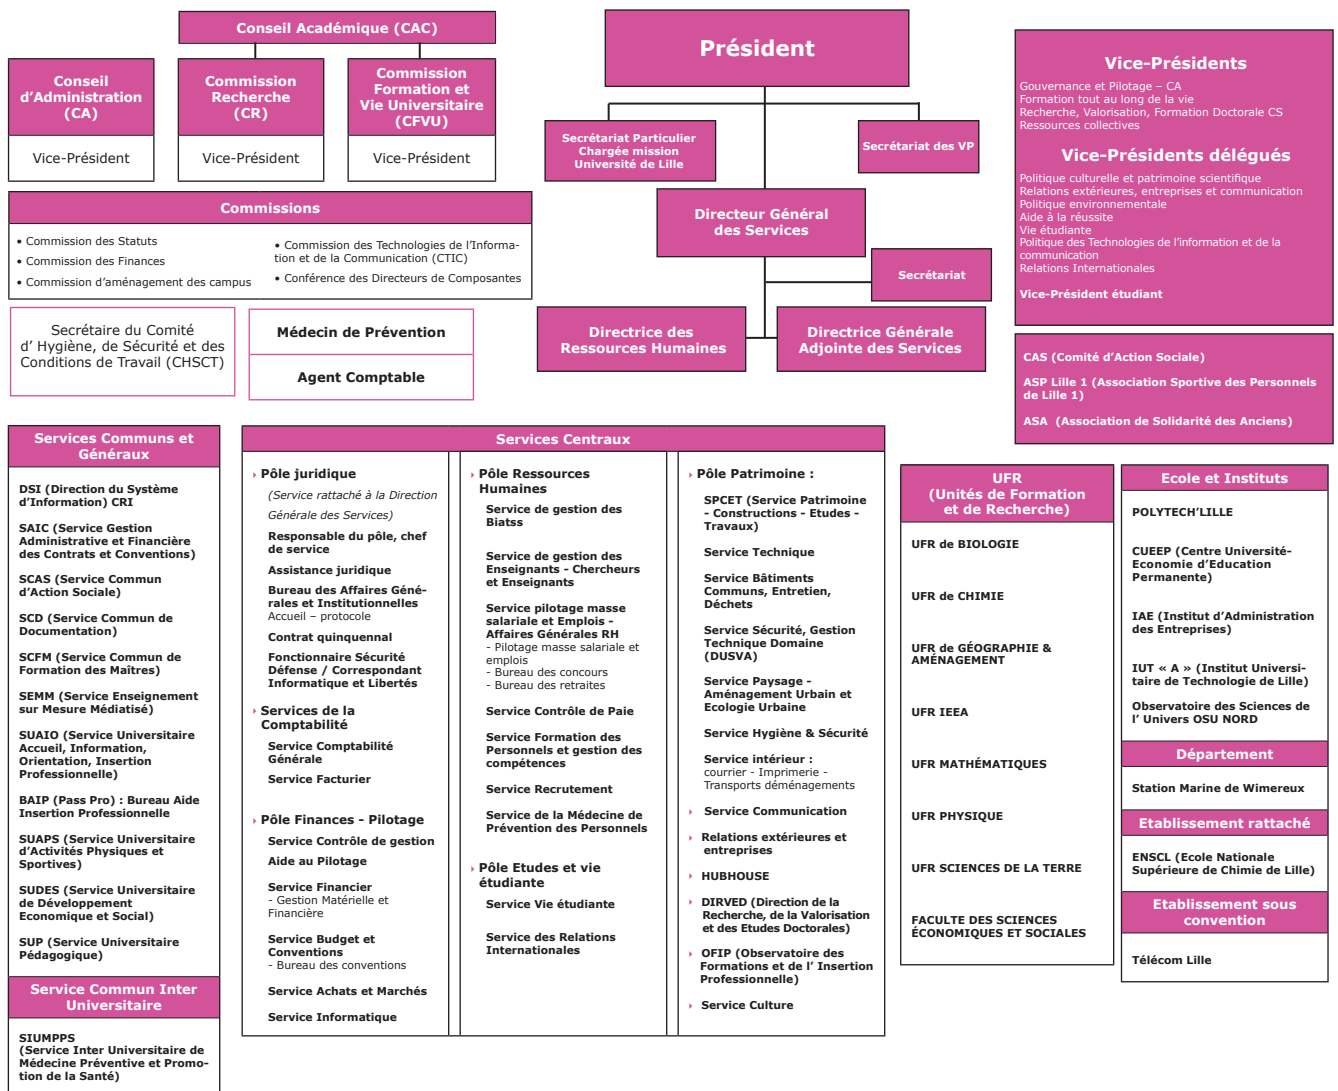 Conseil Académique (CAC)
Conseil
d’Administration
(CA)
Vice-Président
Commission
Recherche
(CR)
Vice-Président
Commission
Formation et
Vie Universitaire
(CFVU)
Vice-Président
Président
Secrétariat Particulier
Chargée mission
Université de Lille
Secrétariat des VP
Directeur Général
des Services
Secrétariat
Directrice des
Ressources Humaines
Directrice Générale
Adjointe des Services
Vice-Présidents
Gouvernance et Pilotage – CA
Formation tout au long de la vie
Recherche, Valorisation, Formation Doctorale CS
Ressources collectives
Vice-Présidents délégués
Politique culturelle et patrimoine scientifique
Relations extérieures, entreprises et communication
Politique environnementale
Aide à la réussite
Vie étudiante
Politique des Technologies de l’information et de la
communication
Relations Internationales
Vice-Président étudiant
Commissions
• Commission des Statuts
• Commission des Finances
• Commission d’aménagement des campus
• Commission des Technologies de l’Informa-
tion et de la Communication (CTIC)
• Conférence des Directeurs de Composantes
Secrétaire du Comité
d’ Hygiène, de Sécurité et des
Conditions de Travail (CHSCT)
Médecin de Prévention
Agent Comptable
CAS (Comité d’Action Sociale)
ASP Lille 1 (Association Sportive des Personnels
de Lille 1)
ASA (Association de Solidarité des Anciens)
Services Communs et
Généraux
DSI (Direction du Système
d’Information) CRI
SAIC (Service Gestion
Administrative et Financière
des Contrats et Conventions)
SCAS (Service Commun
d’Action Sociale)
SCD (Service Commun de
Documentation)
SCFM (Service Commun de
Formation des Maîtres)
SEMM (Service Enseignement
sur Mesure Médiatisé)
SUAIO (Service Universitaire
Accueil, Information,
Orientation, Insertion
Professionnelle)
BAIP (Pass Pro) : Bureau Aide
Insertion Professionnelle
SUAPS (Service Universitaire
d’Activités Physiques et
Sportives)
SUDES (Service Universitaire
de Développement
Economique et Social)
SUP (Service Universitaire
Pédagogique)
Service Commun Inter
Universitaire
SIUMPPS
(Service Inter Universitaire de
Médecine Préventive et Promo-
tion de la Santé)
Services Centraux
Pôle juridique
(Service rattaché à la Direction
Générale des Services)
Responsable du pôle, chef
de service
Assistance juridique
Bureau des Affaires Géné-
rales et Institutionnelles
Accueil – protocole
Contrat quinquennal
Fonctionnaire Sécurité
Défense / Correspondant
Informatique et Libertés
Services de la
Comptabilité
Service Comptabilité
Générale
Service Facturier
Pôle Finances - Pilotage
Service Contrôle de gestion
Aide au Pilotage
Service Financier
- Gestion Matérielle et
Financière
Service Budget et
Conventions
- Bureau des conventions
Service Achats et Marchés
Service Informatique
Pôle Ressources
Humaines
Service de gestion des
Biatss
Service de gestion des
Enseignants - Chercheurs
et Enseignants
Service pilotage masse
salariale et Emplois -
Affaires Générales RH
- Pilotage masse salariale et
emplois
- Bureau des concours
- Bureau des retraites
Service Contrôle de Paie
Service Formation des
Personnels et gestion des
compétences
Service Recrutement
Service de la Médecine de
Prévention des Personnels
Pôle Etudes et vie
étudiante
Service Vie étudiante
Service des Relations
Internationales
Pôle Patrimoine :
SPCET (Service Patrimoine
- Constructions - Etudes -
Travaux)
Service Technique
Service Bâtiments
Communs, Entretien,
Déchets
Service Sécurité, Gestion
Technique Domaine
(DUSVA)
Service Paysage -
Aménagement Urbain et
Ecologie Urbaine
Service Hygiène & Sécurité
Service intérieur :
courrier - Imprimerie -
Transports déménagements
Service Communication
Relations extérieures et
entreprises
HUBHOUSE
DIRVED (Direction de la
Recherche, de la Valorisation
et des Etudes Doctorales)
OFIP (Observatoire des
Formations et de l’ Insertion
Professionnelle)
Service Culture
UFR
(Unités de Formation
et de Recherche)
UFR de BIOLOGIE
UFR de CHIMIE
UFR de GÉOGRAPHIE &
AMÉNAGEMENT
UFR IEEA
UFR MATHÉMATIQUES
UFR PHYSIQUE
UFR SCIENCES DE LA TERRE
FACULTE DES SCIENCES
ÉCONOMIQUES ET SOCIALES
Ecole et Instituts
POLYTECH’LILLE
CUEEP (Centre Université-
Economie d’Education
Permanente)
IAE (Institut d’Administration
des Entreprises)
IUT « A » (Institut Universi-
taire de Technologie de Lille)
Observatoire des Sciences de
l’ Univers OSU NORD
Département
Station Marine de Wimereux
Etablissement rattaché
ENSCL (Ecole Nationale
Supérieure de Chimie de Lille)
Etablissement sous
convention
Télécom Lille